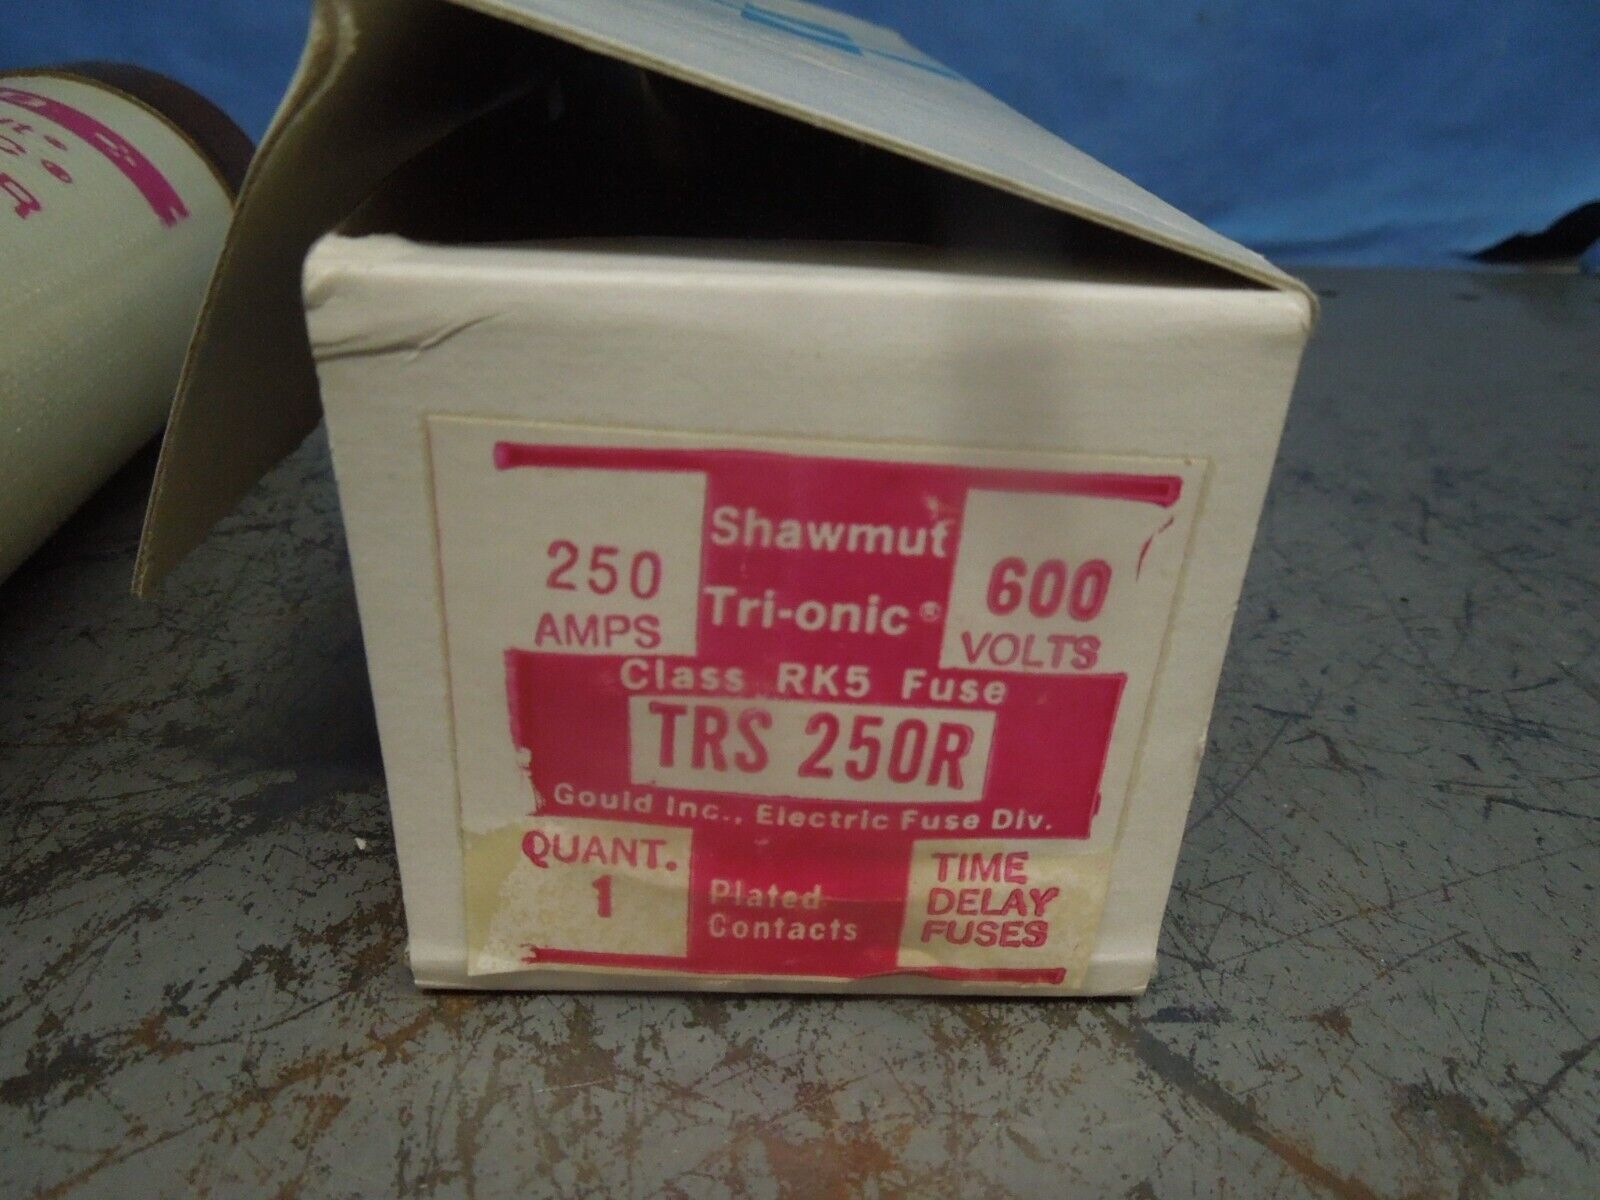 250
AMPS
Shawmut
Tri-onic®
600
VOLTS
Class RK5 Fuse
TRS 250R
Gould Inc., Electric Fuse Div.
QUANT.
1
Plated
Contacts
TIME
DELAY
FUSES